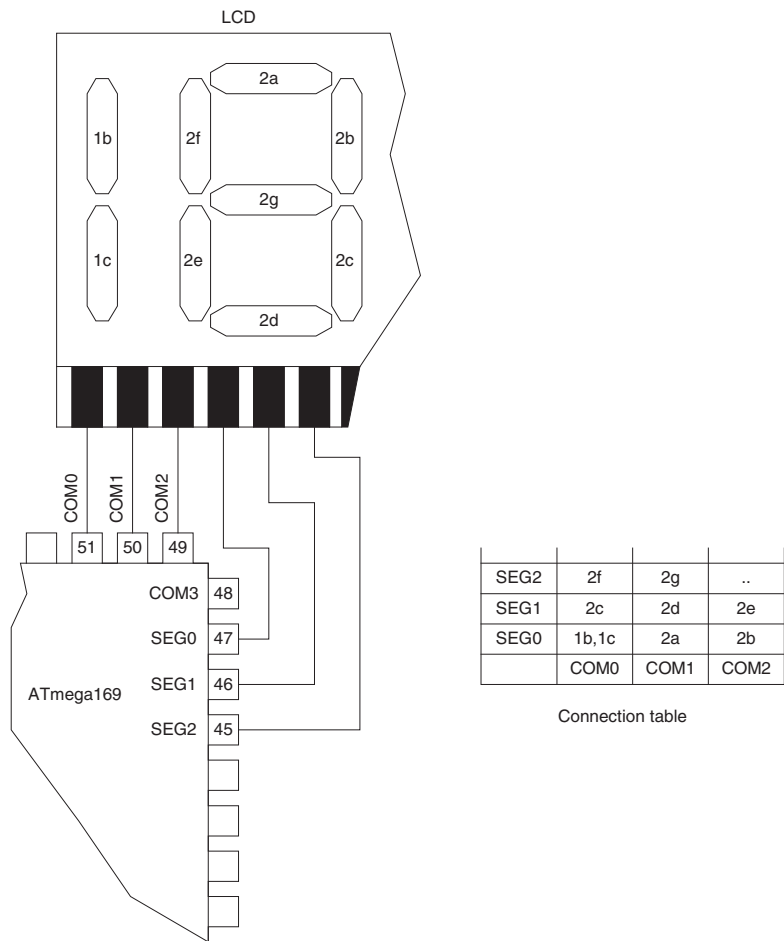 LCD
2a
1b 2f 2b
2g
1c 2e 2c
2d
COM0 COM1 COM2
51 50 49
COM3 48
SEG0 47
SEG1 46
ATmega169
SEG2 45
SEG2 2f 2g ..
SEG1 2c 2d 2e
SEG0 1b,1c 2a 2b
COM0 COM1 COM2
Connection table